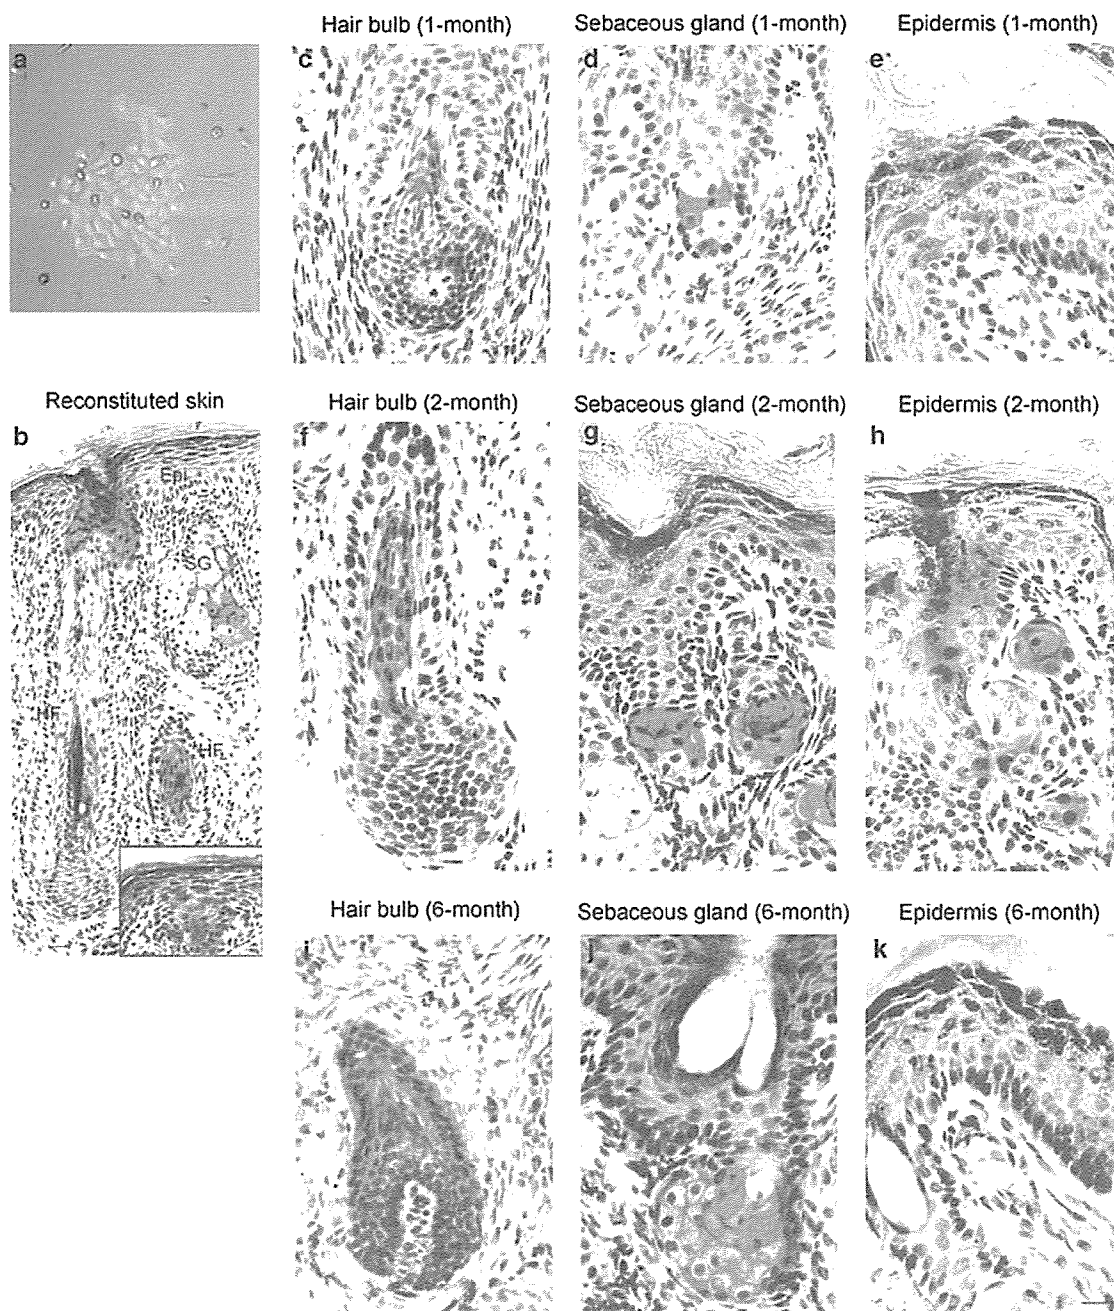 Hair bulb (1-month)
Sebaceous gland (1-month)
Epidermis (1-month)
a
c
d
e
Reconstituted skin
Hair bulb (2-month)
Sebaceous gland (2-month)
Epidermis (2-month)
b
Epi
SG
HF
HF
f
g
h
Hair bulb (6-month)
Sebaceous gland (6-month)
Epidermis (6-month)
i
j
k